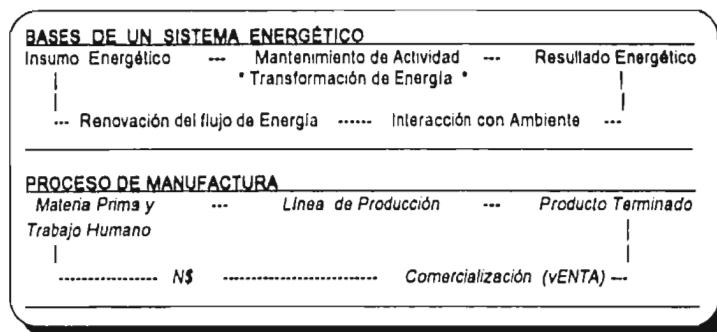 BASES DE UN SISTEMA ENERGÉTICO
Insumo Energético --- Mantenimiento de Actividad --- Resultado Energético
* Transformación de Energía *
--- Renovación del flujo de Energía ------ Interacción con Ambiente ---
PROCESO DE MANUFACTURA
Materia Prima y --- Línea de Producción --- Producto Terminado
Trabajo Humano
----------------- N$ -------------------------- Comercialización (vENTA) ---